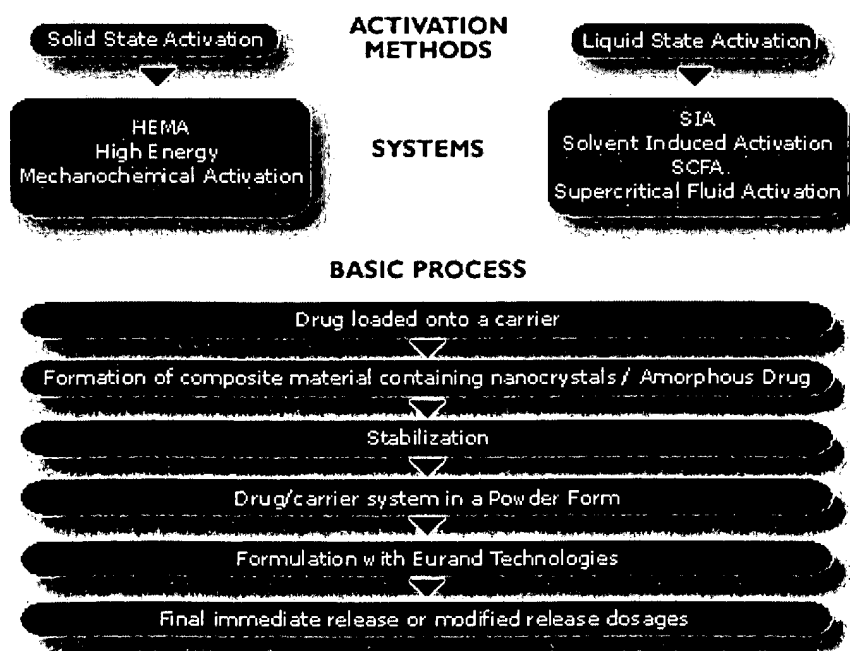 ACTIVATION
METHODS
Solid State Activation
Liquid State Activation
SYSTEMS
HEMA
High Energy
Mechanochemical Activation
SIA
Solvent Induced Activation
SCFA.
Supercritical Fluid Activation
BASIC PROCESS
Drug loaded onto a carrier
Formation of composite material containing nanocrystals / Amorphous Drug
Stabilization
Drug/carrier system in a Powder Form
Formulation with Eurand Technologies
Final immediate release or modified release dosages